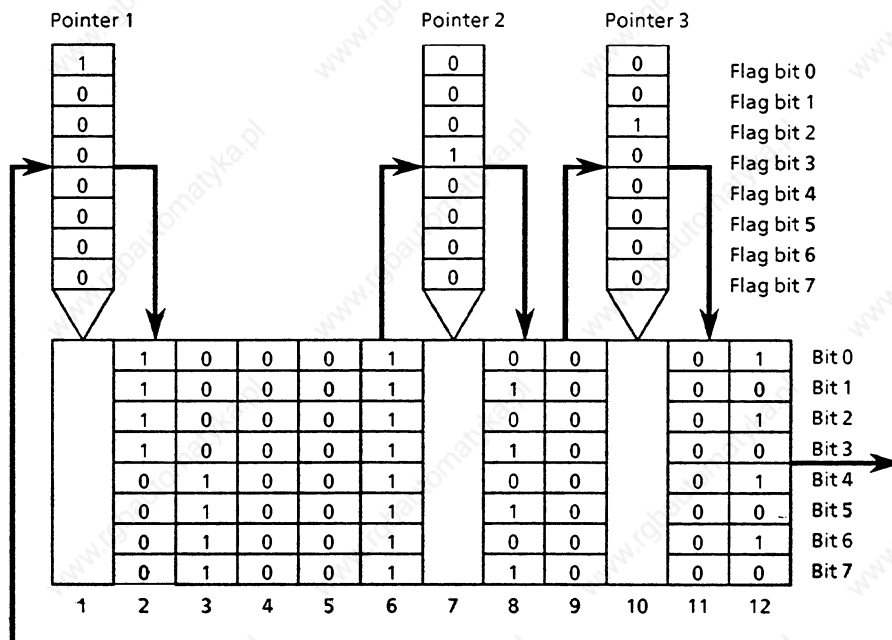 Pointer 1 Pointer 2 Pointer 3
1 0 0 Flag bit 0
0 0 0 Flag bit 1
0 0 1 Flag bit 2
0 1 0 Flag bit 3
0 0 0 Flag bit 4
0 0 0 Flag bit 5
0 0 0 Flag bit 6
0 0 0 Flag bit 7
1 0 0 0 1 0 0 0 1 Bit 0
1 0 0 0 1 1 0 0 0 Bit 1
1 0 0 0 1 0 0 0 1 Bit 2
1 0 0 0 1 1 0 0 0 Bit 3
0 1 0 0 1 0 0 0 1 Bit 4
0 1 0 0 1 1 0 0 0 Bit 5
0 1 0 0 1 0 0 0 1 Bit 6
0 1 0 0 1 1 0 0 0 Bit 7
1 2 3 4 5 6 7 8 9 10 11 12
www.rgbautomatyka.pl